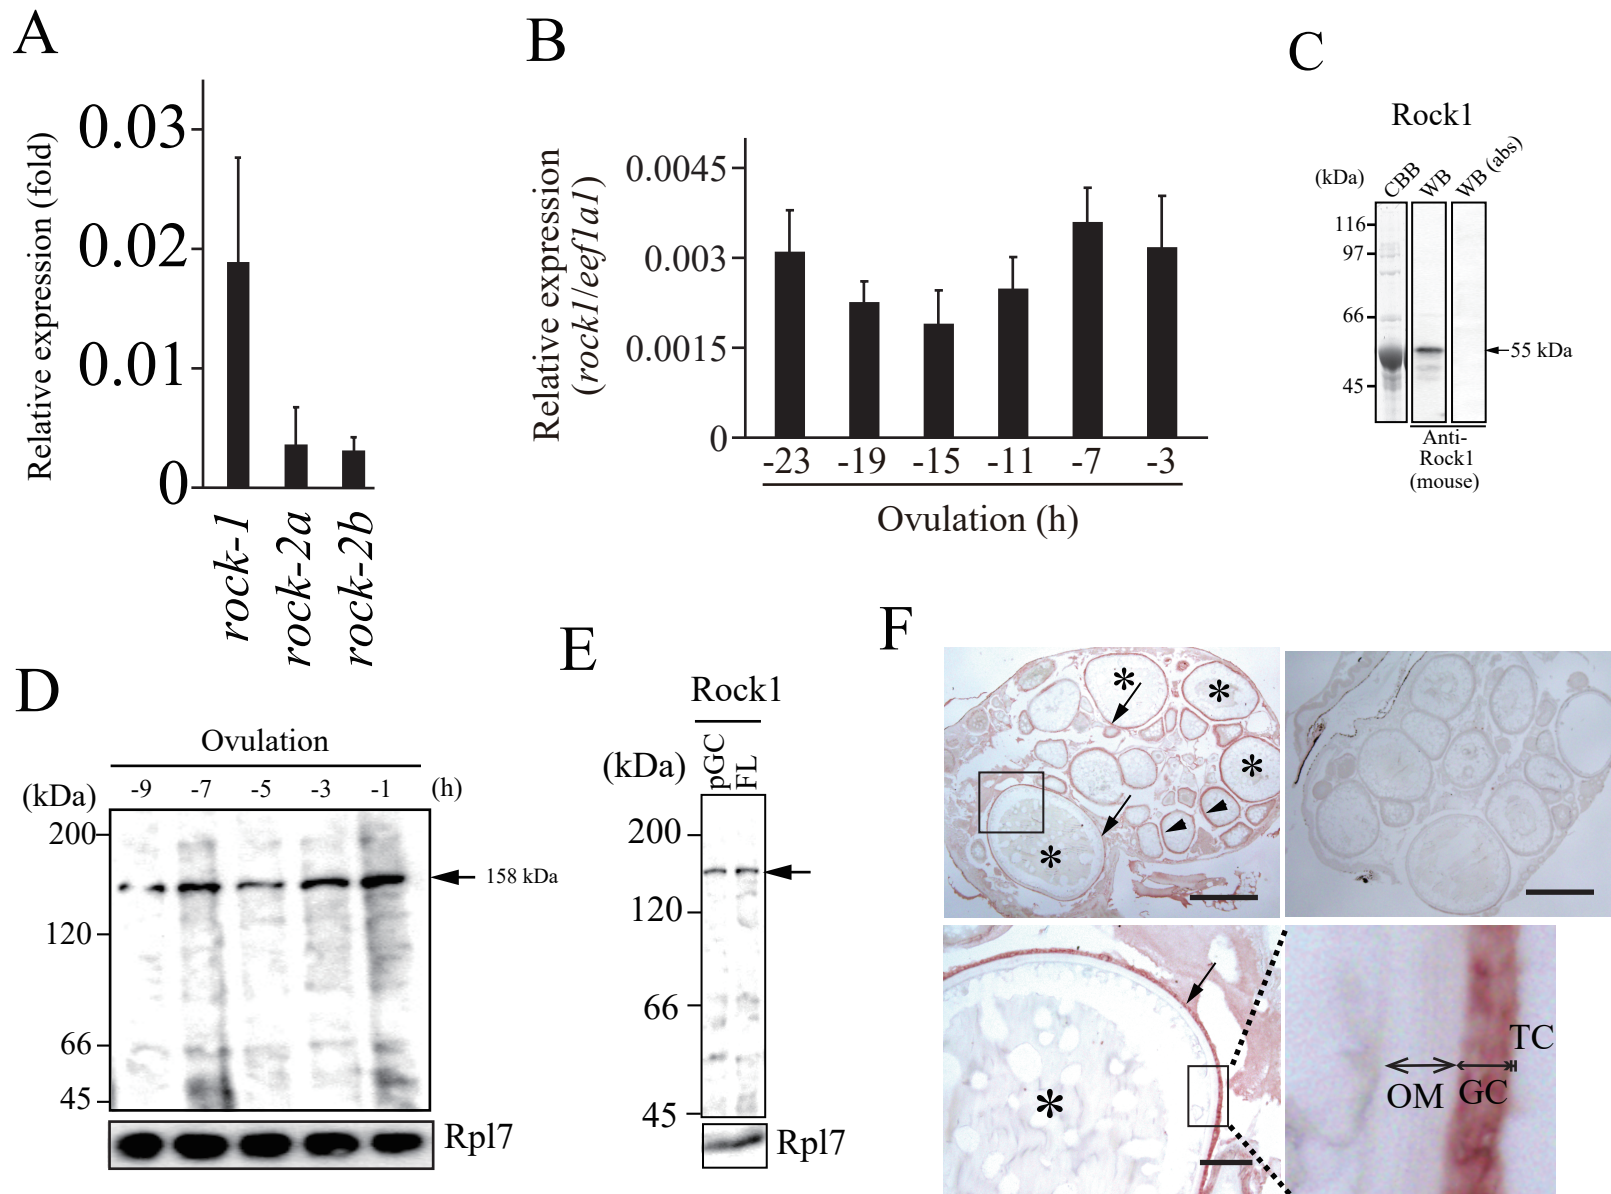 A
Relative expression (fold)
0.03
0.02
0.01
0
rock-1
rock-2a
rock-2b
B
Relative expression
(rock1/eef1a1)
0.0045
0.003
0.0015
0
-23 -19 -15 -11 -7 -3
Ovulation (h)
C
Rock1
(kDa) CBB WB WB (abs)
116
97
66
45
55 kDa
Anti-
Rock1
(mouse)
D
Ovulation
(kDa) -9 -7 -5 -3 -1 (h)
200
120
66
45
158 kDa
Rpl7
E
Rock1
(kDa) pGC FL
200
120
66
45
Rpl7
F
* * * *
*
TC
OM GC